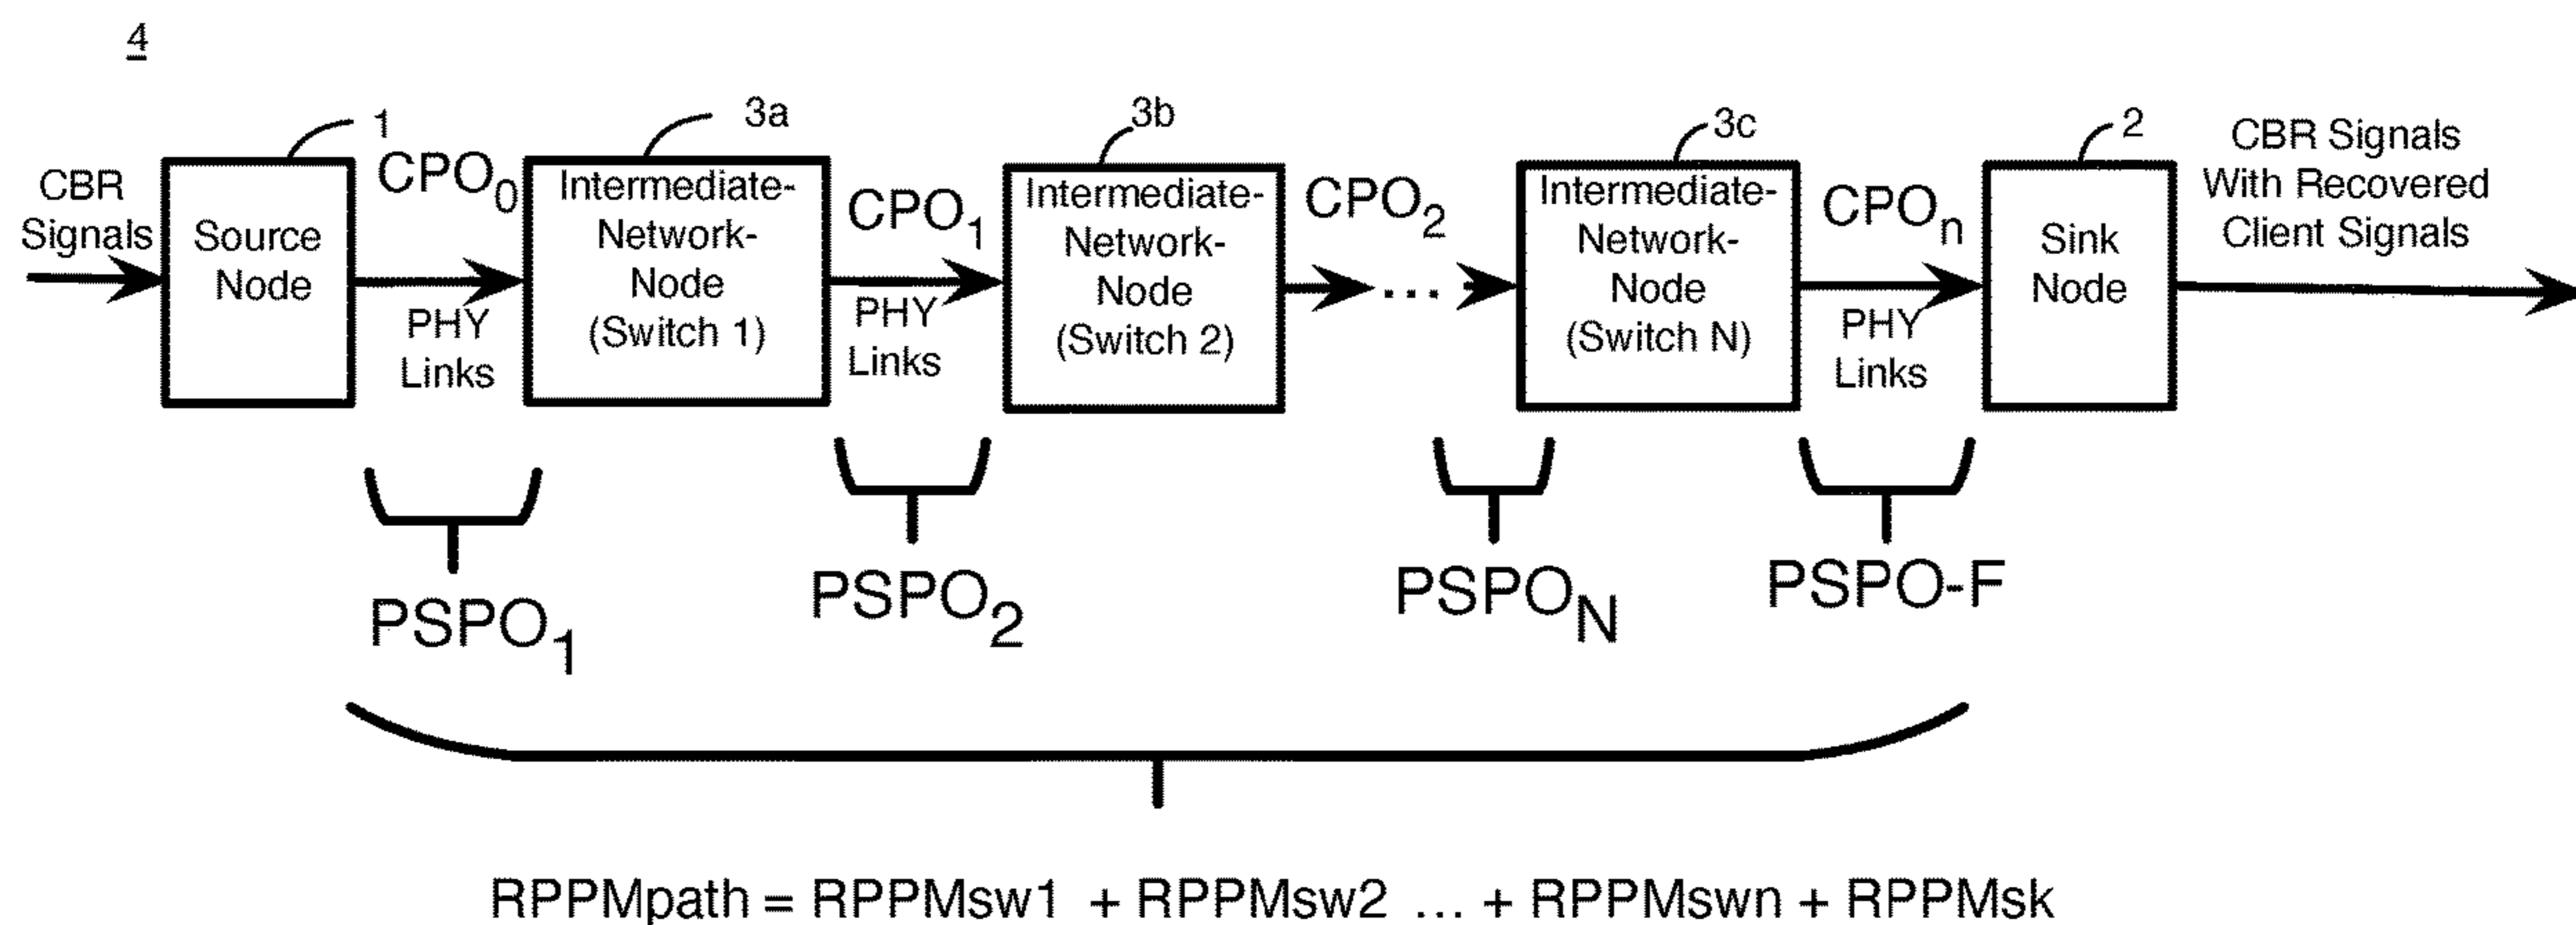 4
1
3a
3b
3c
2
CBR
Signals
Source
Node
CPO0
PHY
Links
Intermediate-
Network-
Node
(Switch 1)
CPO1
PHY
Links
Intermediate-
Network-
Node
(Switch 2)
CPO2
...
Intermediate-
Network-
Node
(Switch N)
CPOn
PHY
Links
Sink
Node
CBR Signals
With Recovered
Client Signals
PSPO1
PSPO2
PSPON
PSPO-F
RPPMpath = RPPMsw1 + RPPMsw2 ... + RPPMswn + RPPMsk